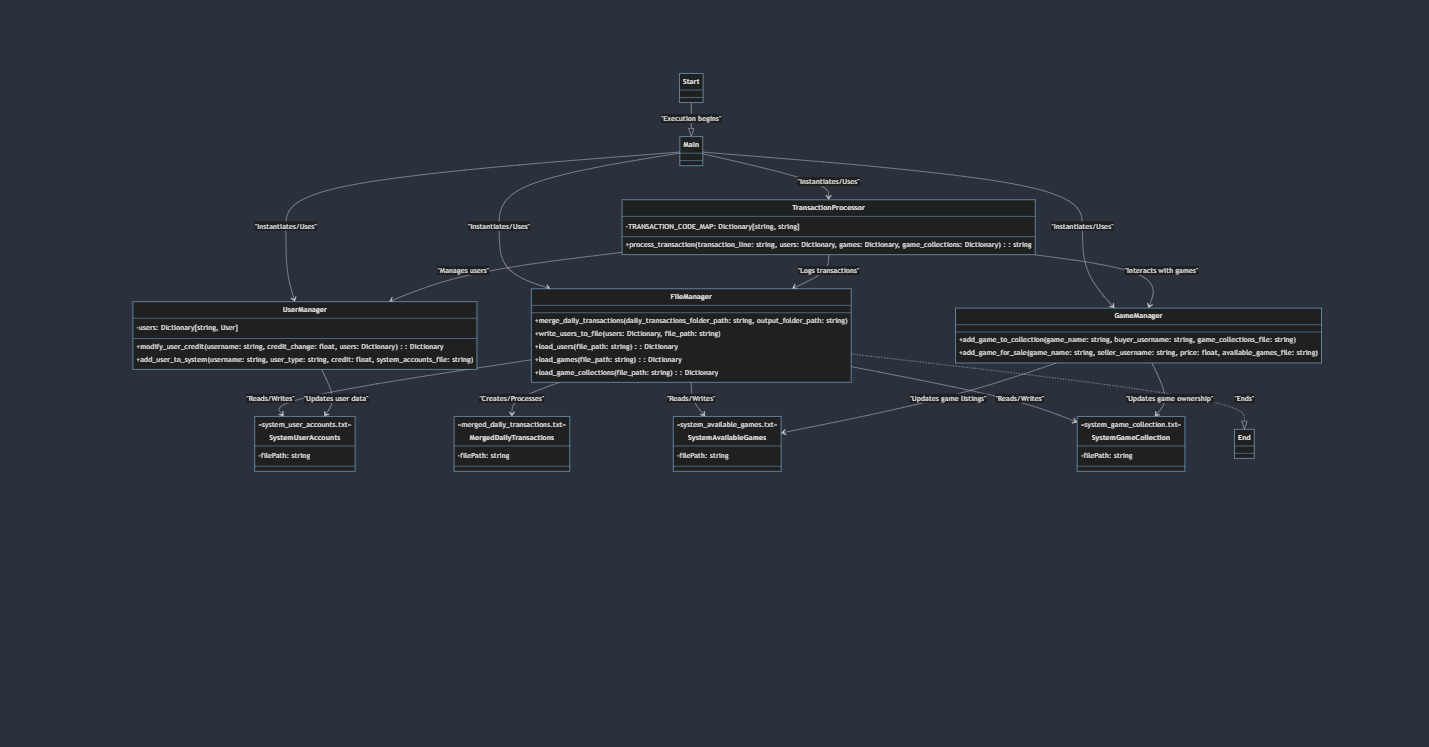 Start
"Execution begins"
Main
"Instantiates/Uses"
TransactionProcessor
-TRANSACTION_CODE_MAP: Dictionary[string, string]
+process_transaction(transaction_line: string, users: Dictionary, games: Dictionary, game_collections: Dictionary) : : string
"Instantiates/Uses"
"Instantiates/Uses"
"Instantiates/Uses"
"Manages users"
"Logs transactions"
"Interacts with games"
UserManager
-users: Dictionary[string, User]
+modify_user_credit(username: string, credit_change: float, users: Dictionary) : : Dictionary
+add_user_to_system(username: string, user_type: string, credit: float, system_accounts_file: string)
FileManager
+merge_daily_transactions(daily_transactions_folder_path: string, output_folder_path: string)
+write_users_to_file(users: Dictionary, file_path: string)
+load_users(file_path: string) : : Dictionary
+load_games(file_path: string) : : Dictionary
+load_game_collections(file_path: string) : : Dictionary
GameManager
+add_game_to_collection(game_name: string, buyer_username: string, game_collections_file: string)
+add_game_for_sale(game_name: string, seller_username: string, price: float, available_games_file: string)
"Reads/Writes"
"Updates user data"
"Creates/Processes"
"Reads/Writes"
"Updates game listings"
"Reads/Writes"
"Updates game ownership"
"Ends"
«system_user_accounts.txt»
SystemUserAccounts
-filePath: string
«merged_daily_transactions.txt»
MergedDailyTransactions
-filePath: string
«system_available_games.txt»
SystemAvailableGames
-filePath: string
«system_game_collection.txt»
SystemGameCollection
-filePath: string
End